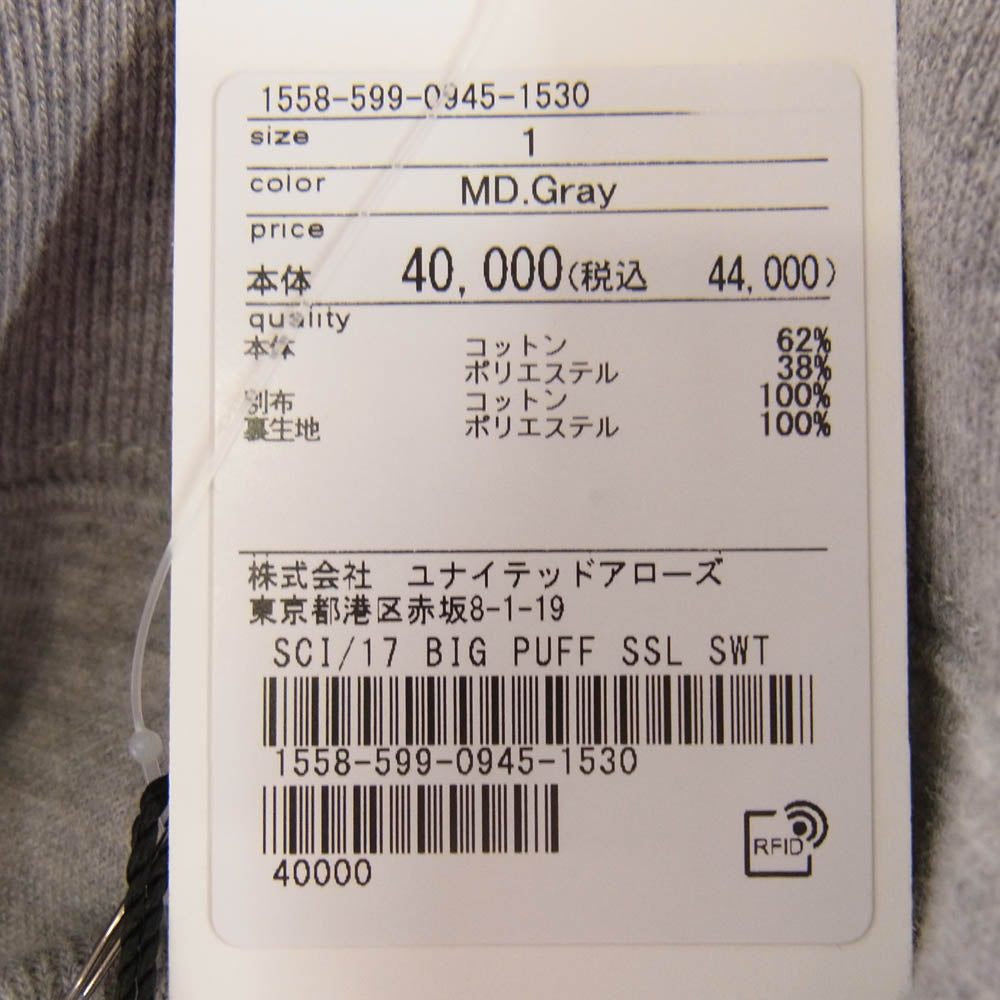 1558-599-0945-1530
size 1
color MD.Gray
price
本体 40,000(税込 44,000)
quality
本体 コットン 62%
ポリエステル 38%
別布 コットン 100%
裏生地 ポリエステル 100%
株式会社 ユナイテッドアローズ
東京都港区赤坂8-1-19
SCI/17 BIG PUFF SSL SWT
1558-599-0945-1530
40000
RFID